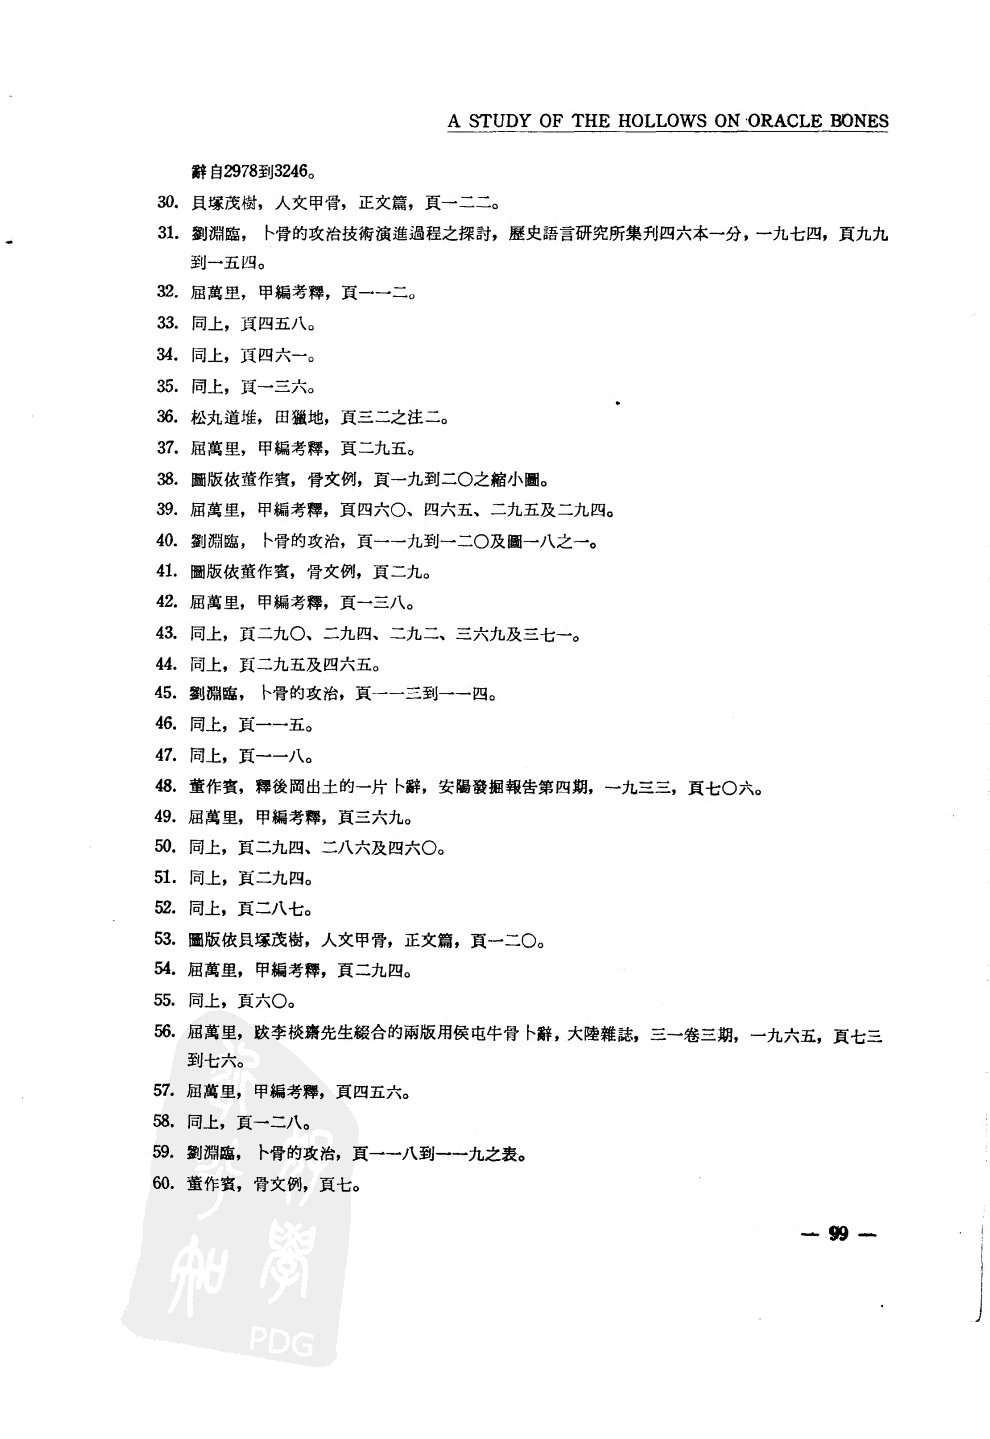 A STUDY OF THE HOLLOWS ON ORACLE BONES
辭自2978到3246。
30. 貝塚茂樹，人文甲骨，正文篇，頁一二二。
31. 劉淵臨，卜骨的攻治技術演進過程之探討，歷史語言研究所集刋四六本一分，一九七四，頁九九
到一五四。
32. 屈萬里，甲編考釋，頁一一二。
33. 同上，頁四五八。
34. 同上，頁四六一。
35. 同上，頁一三六。
36. 松丸道堆，田獵地，頁三二之注二。
37. 屈萬里，甲編考釋，頁二九五。
38. 圖版依董作賓，骨文例，頁一九到二〇之縮小圖。
39. 屈萬里，甲編考釋，頁四六〇、四六五、二九五及二九四。
40. 劉淵臨，卜骨的攻治，頁一一九到一二〇及圖一八之一。
41. 圖版依董作賓，骨文例，頁二九。
42. 屈萬里，甲編考釋，頁一三八。
43. 同上，頁二九〇、二九四、二九二、三六九及三七一。
44. 同上，頁二九五及四六五。
45. 劉淵臨，卜骨的攻治，頁一一三到一一四。
46. 同上，頁一一五。
47. 同上，頁一一八。
48. 董作賓，釋後岡出土的一片卜辭，安陽發掘報告第四期，一九三三，頁七〇六。
49. 屈萬里，甲編考釋，頁三六九。
50. 同上，頁二九四、二八六及四六〇。
51. 同上，頁二九四。
52. 同上，頁二八七。
53. 圖版依貝塚茂樹，人文甲骨，正文篇，頁一二〇。
54. 屈萬里，甲編考釋，頁二九四。
55. 同上，頁六〇。
56. 屈萬里，跋李棪齋先生綴合的兩版用侯屯牛骨卜辭，大陸雜誌，三一卷三期，一九六五，頁七三
到七六。
57. 屈萬里，甲編考釋，頁四五六。
58. 同上，頁一二八。
59. 劉淵臨，卜骨的攻治，頁一一八到一一九之表。
60. 董作賓，骨文例，頁七。
— 99 —
PDG